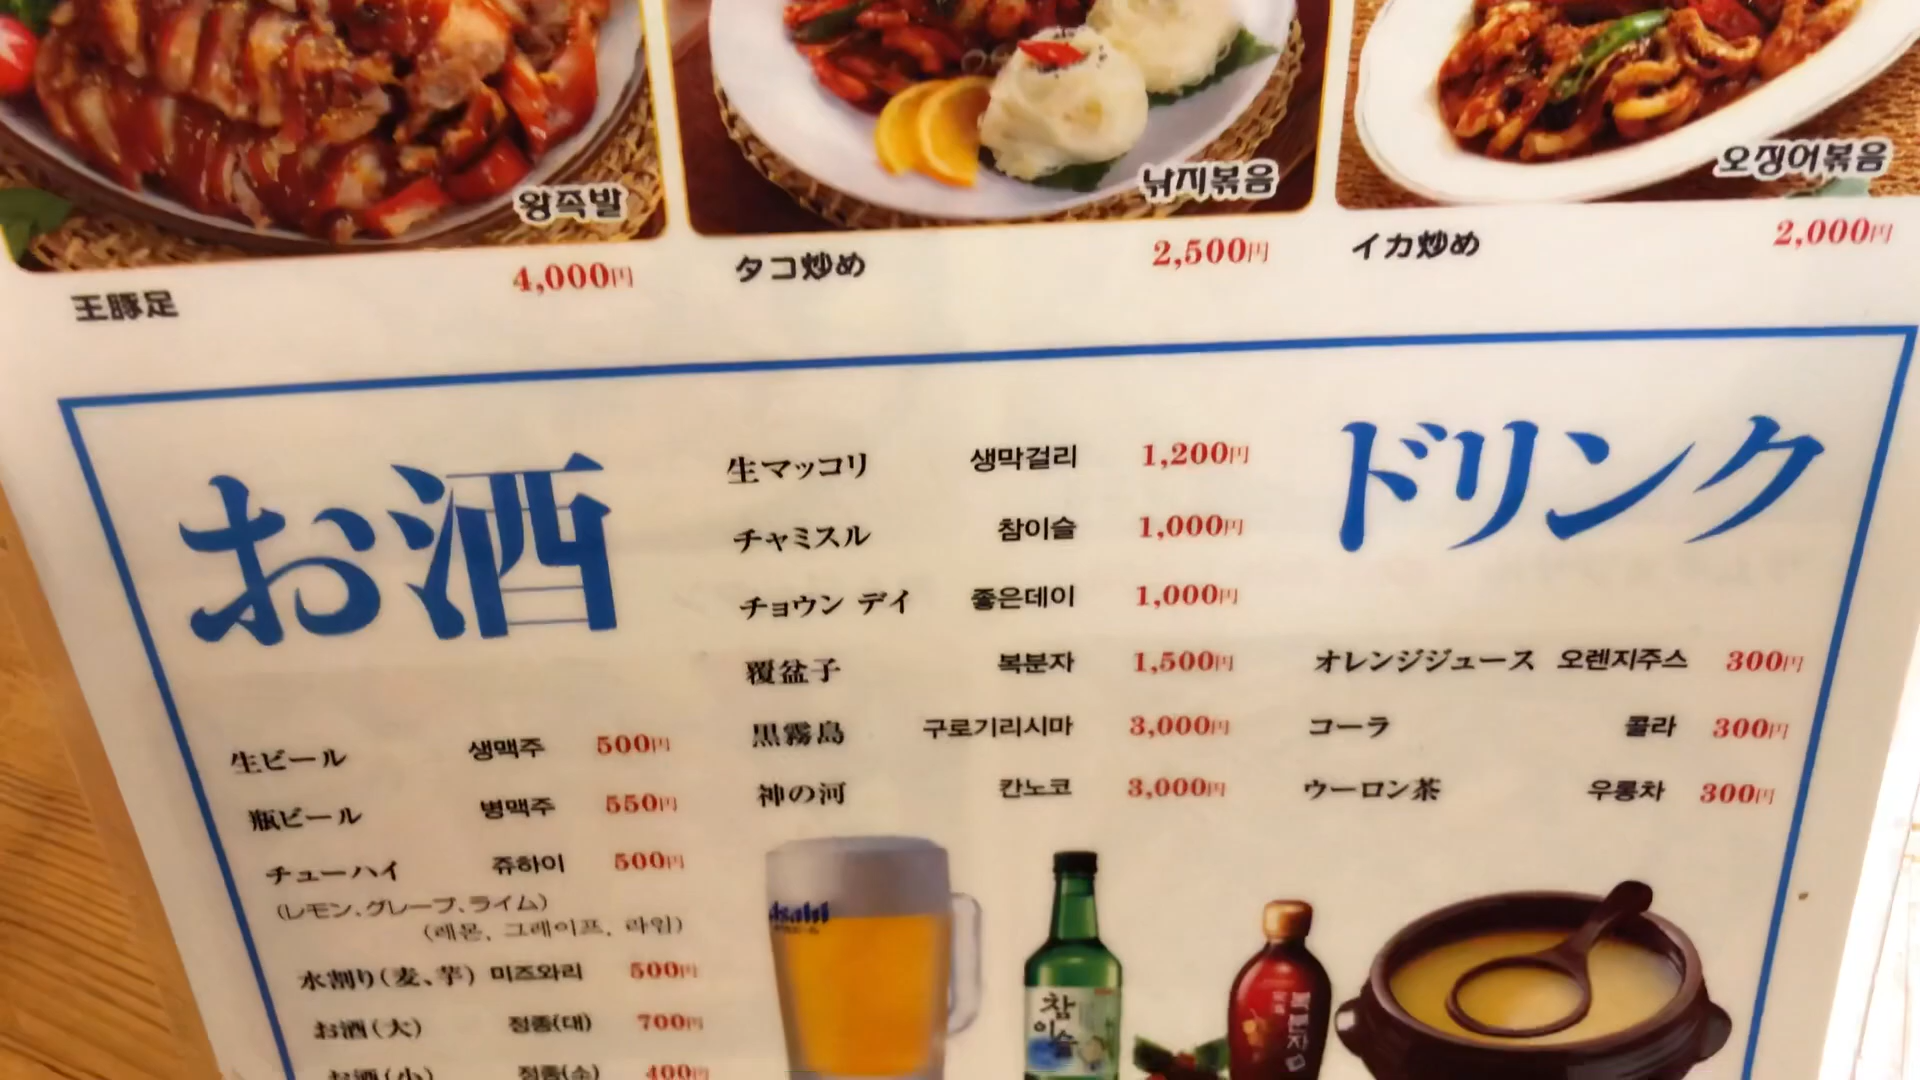 왕족발
낚지볶음
오징어볶음
王豚足 4,000円
タコ炒め 2,500円
イカ炒め 2,000円
お酒
生ビール 생맥주 500円
瓶ビール 병맥주 550円
チューハイ 쥬하이 500円
(レモン、グレープ、ライム)
(레몬, 그레이프, 라임)
水割り(麦、芋) 미즈와리 500円
お酒(大) 정종(대) 700円
お酒(小) 정종(소) 400円
生マッコリ 생막걸리 1,200円
チャミスル 참이슬 1,000円
チョウン デイ 좋은데이 1,000円
覆盆子 복분자 1,500円
黒霧島 구로기리시마 3,000円
神の河 칸노코 3,000円
ドリンク
オレンジジュース 오렌지주스 300円
コーラ 콜라 300円
ウーロン茶 우롱차 300円
Asahi
참이슬
복분자